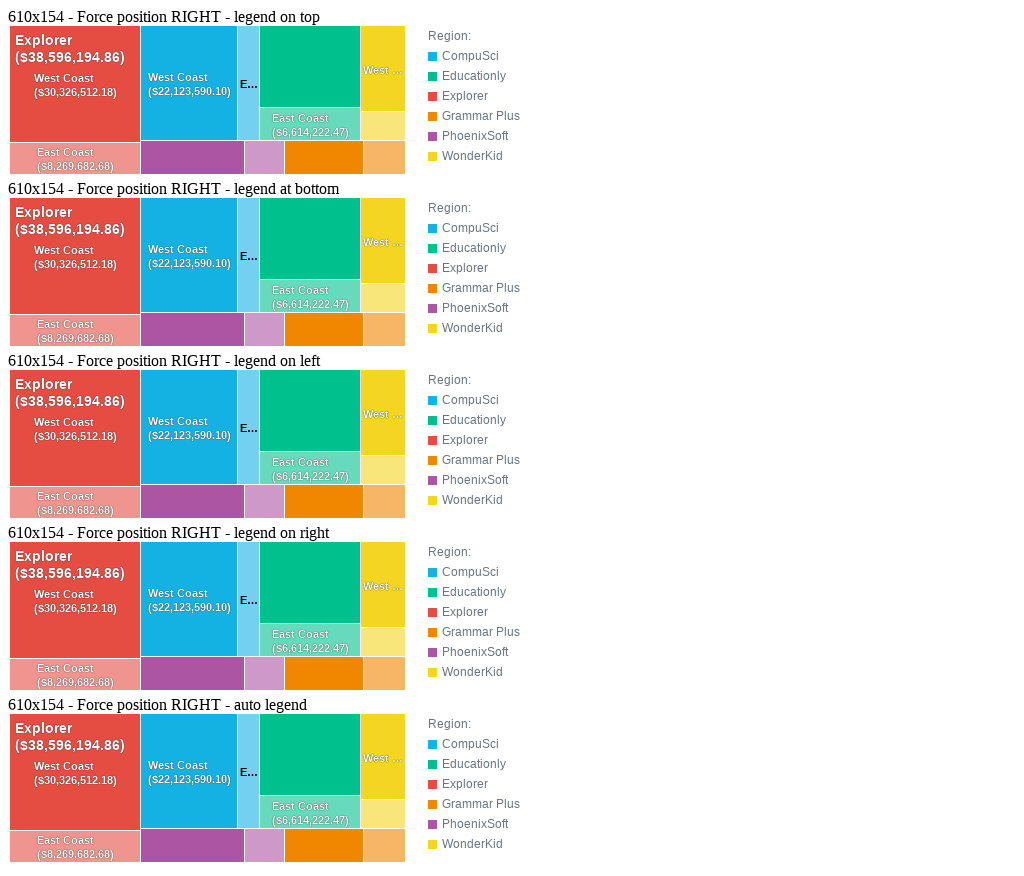 610x154 - Force position RIGHT - legend on top
Explorer
($38,596,194.86)
West Coast
($30,326,512.18)
East Coast
($8,269,682.68)
West Coast
($22,123,590.10)
E...
East Coast
($6,614,222.47)
West ...
Region:
CompuSci
Educationly
Explorer
Grammar Plus
PhoenixSoft
WonderKid
610x154 - Force position RIGHT - legend at bottom
Explorer
($38,596,194.86)
West Coast
($30,326,512.18)
East Coast
($8,269,682.68)
West Coast
($22,123,590.10)
E...
East Coast
($6,614,222.47)
West ...
Region:
CompuSci
Educationly
Explorer
Grammar Plus
PhoenixSoft
WonderKid
610x154 - Force position RIGHT - legend on left
Explorer
($38,596,194.86)
West Coast
($30,326,512.18)
East Coast
($8,269,682.68)
West Coast
($22,123,590.10)
E...
East Coast
($6,614,222.47)
West ...
Region:
CompuSci
Educationly
Explorer
Grammar Plus
PhoenixSoft
WonderKid
610x154 - Force position RIGHT - legend on right
Explorer
($38,596,194.86)
West Coast
($30,326,512.18)
East Coast
($8,269,682.68)
West Coast
($22,123,590.10)
E...
East Coast
($6,614,222.47)
West ...
Region:
CompuSci
Educationly
Explorer
Grammar Plus
PhoenixSoft
WonderKid
610x154 - Force position RIGHT - auto legend
Explorer
($38,596,194.86)
West Coast
($30,326,512.18)
East Coast
($8,269,682.68)
West Coast
($22,123,590.10)
E...
East Coast
($6,614,222.47)
West ...
Region:
CompuSci
Educationly
Explorer
Grammar Plus
PhoenixSoft
WonderKid